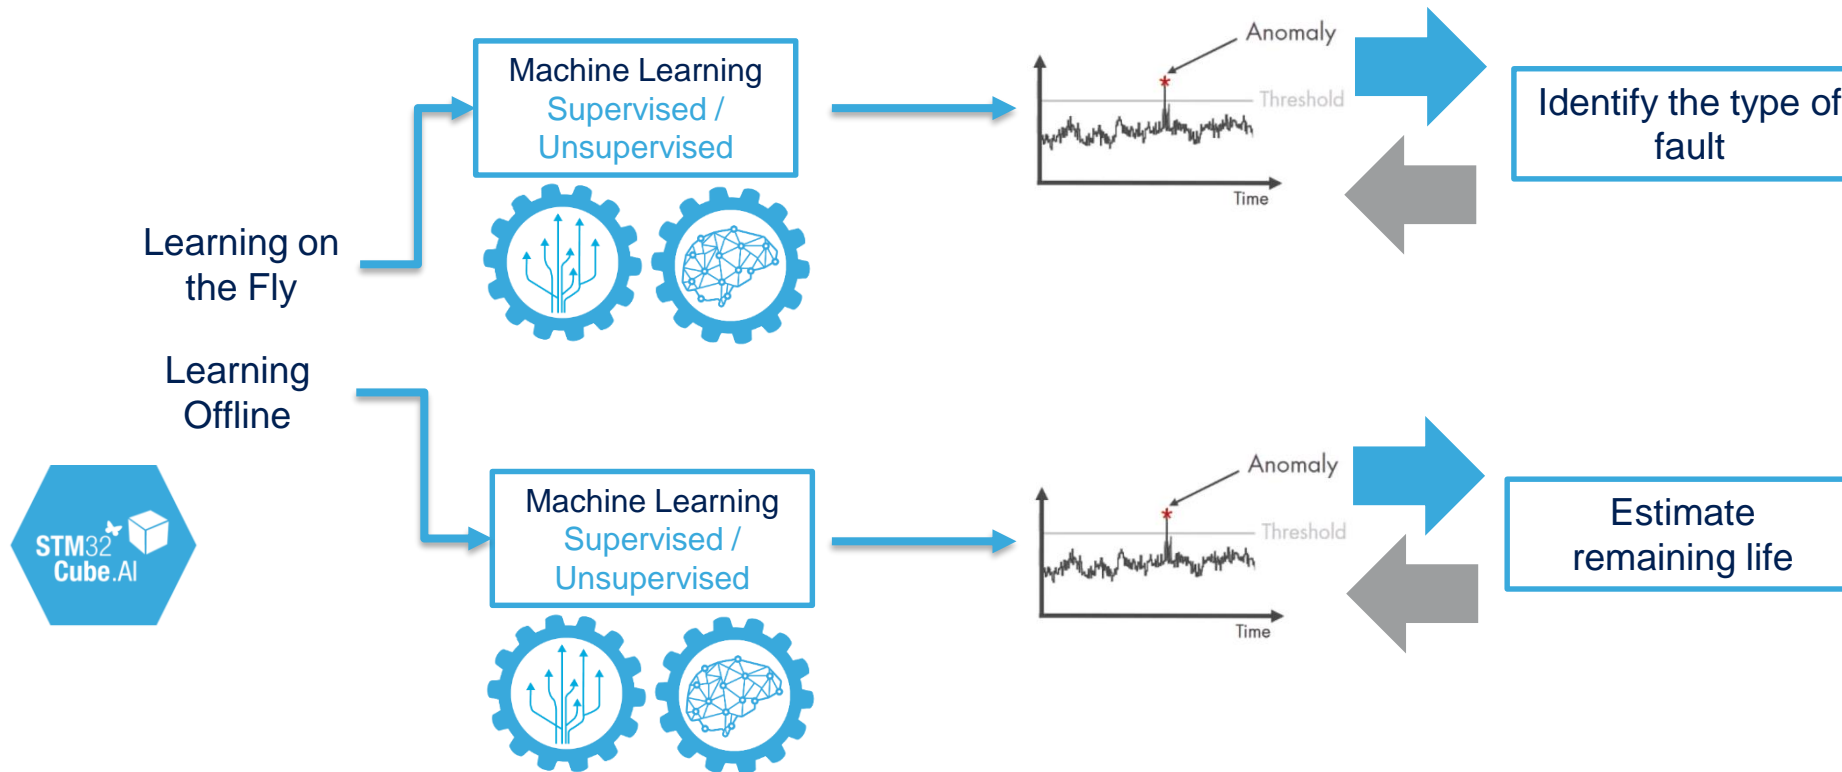 Machine Learning
Supervised /
Unsupervised
Anomaly
Threshold
Time
Identify the type of
fault
Learning on
the Fly
Learning
Offline
STM32
Cube.AI
Machine Learning
Supervised /
Unsupervised
Anomaly
Threshold
Time
Estimate
remaining life